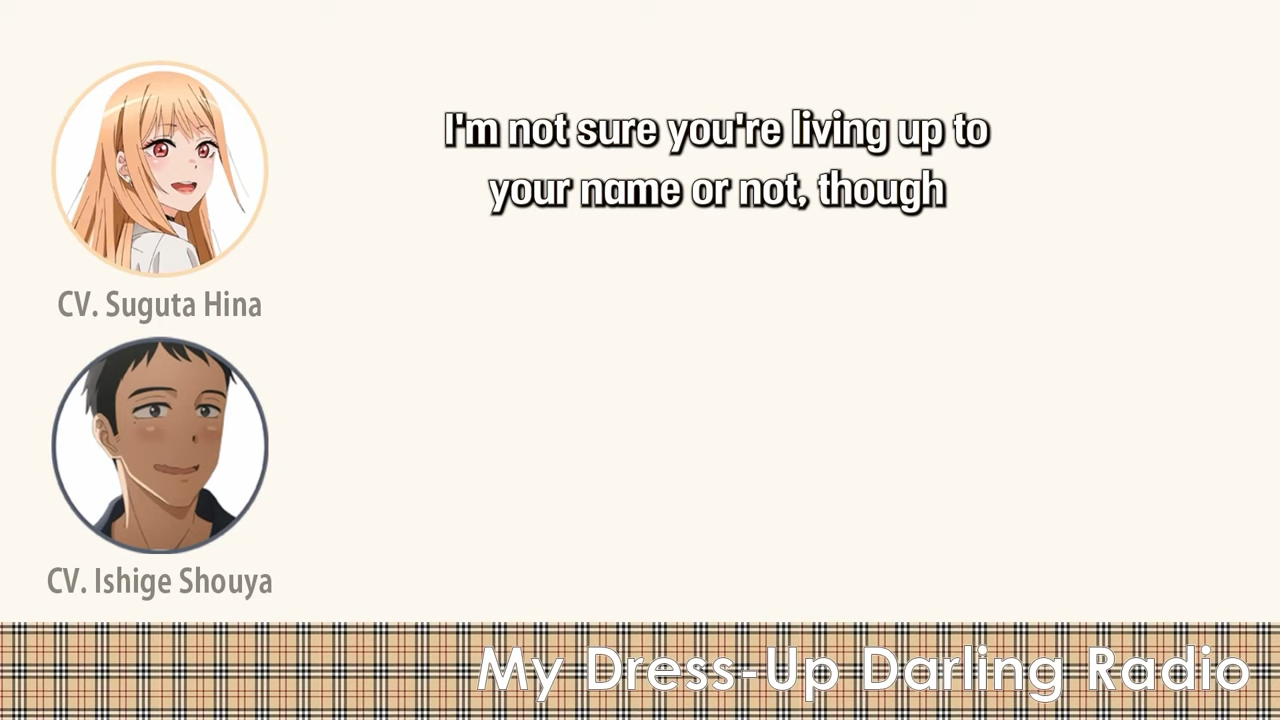 I'm not sure you're living up to
your name or not, though
CV. Suguta Hina
CV. Ishige Shouya
My Dress-Up Darling Radio